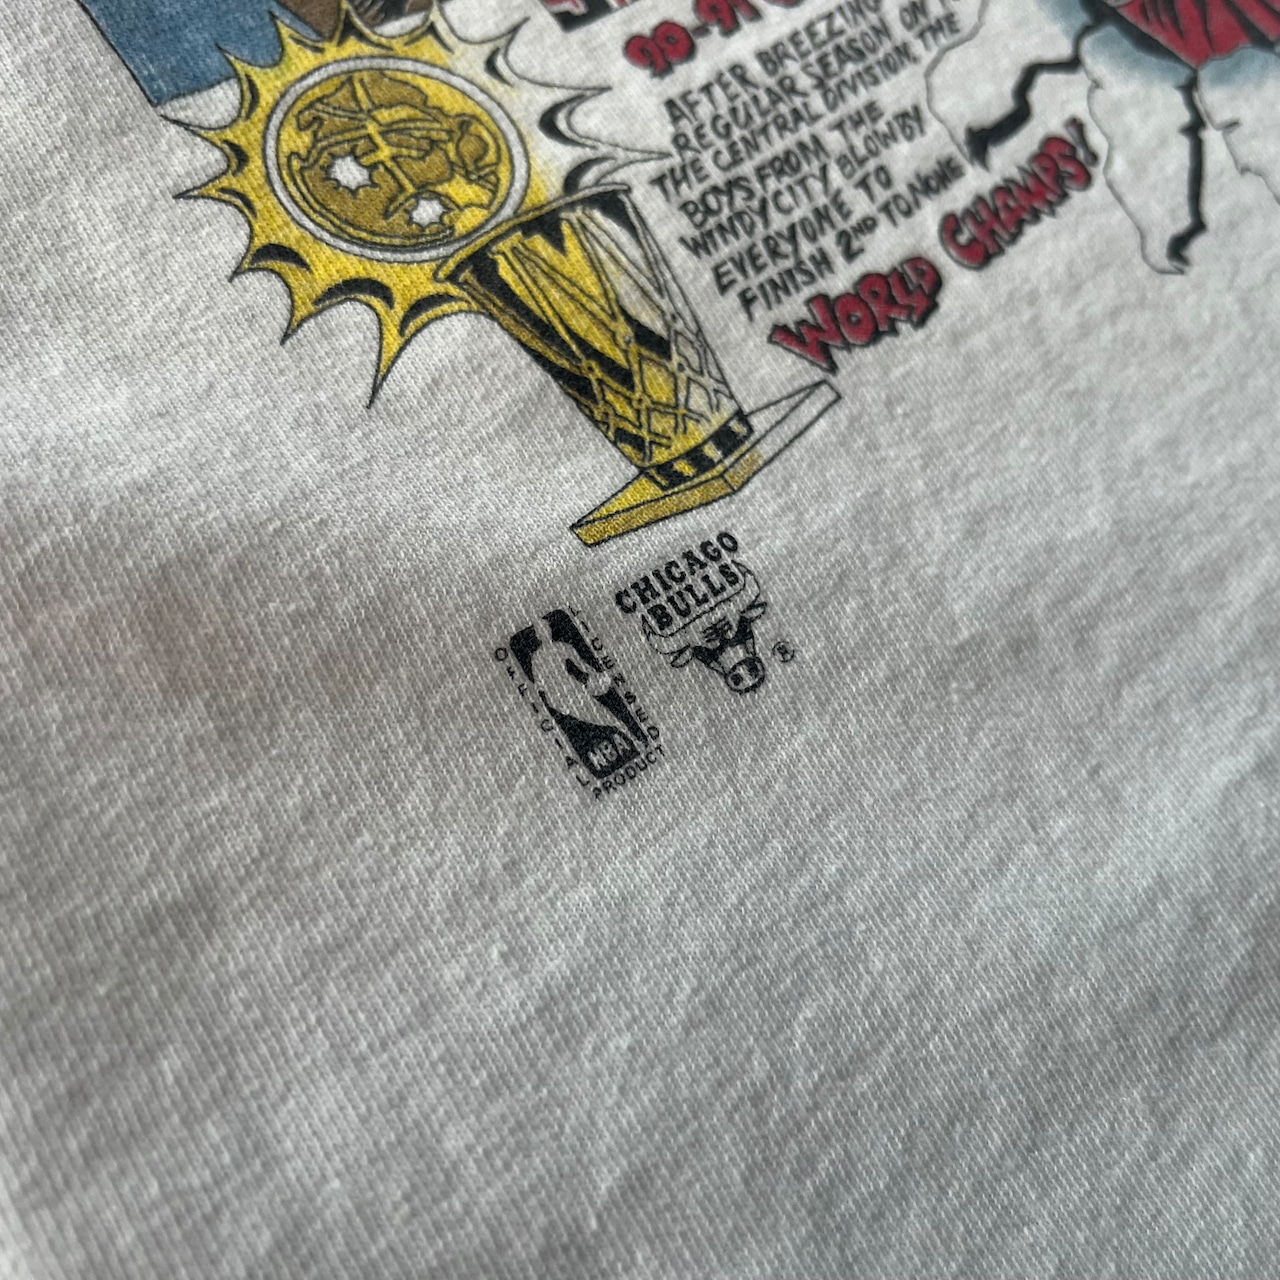 90-91
AFTER BREEZING
REGULAR SEASON ON
THE CENTRAL DIVISION, THE
BOYS FROM THE
WINDY CITY BLOW BY
EVERYONE TO
FINISH 2ND TO NONE
WORLD CHAMPS!
CHICAGO
BULLS
®
OFFICIAL
LICENSED
PRODUCT
NBA